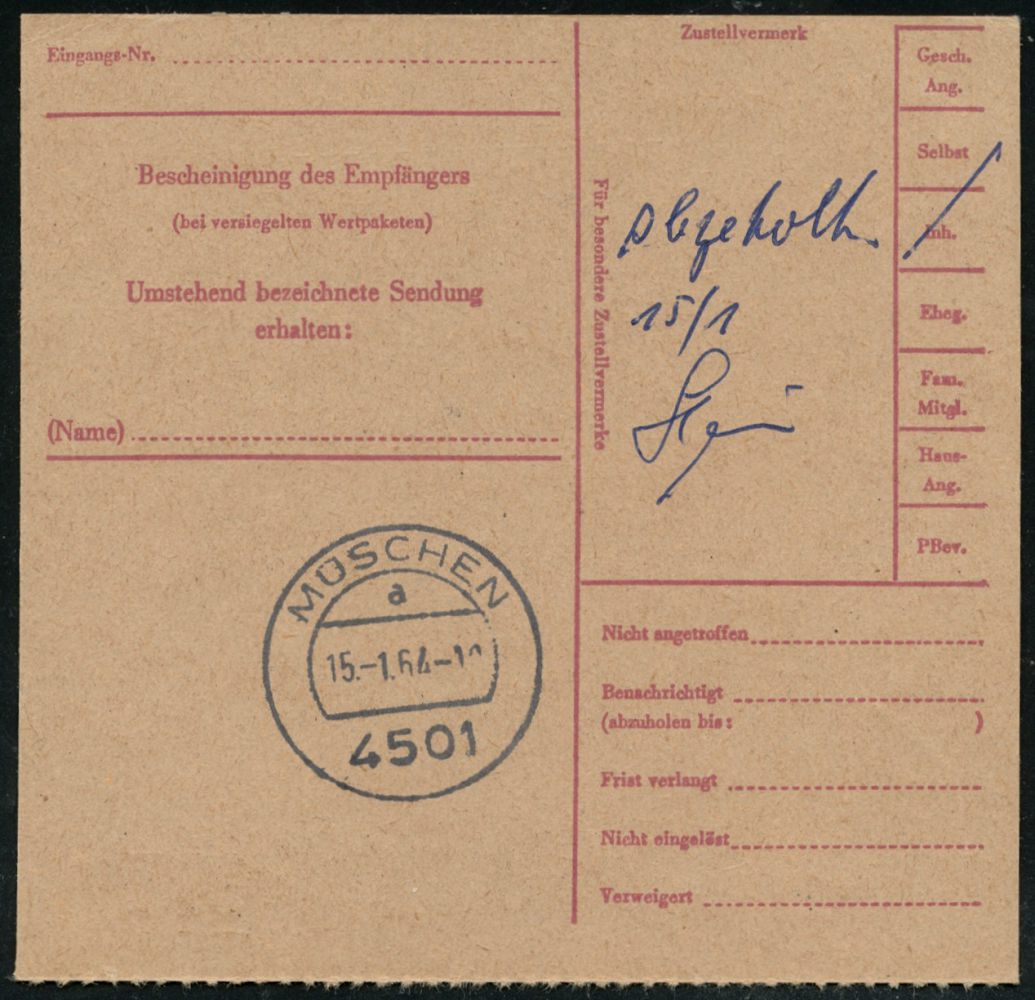 Eingangs-Nr.
Bescheinigung des Empfängers
(bei versiegelten Wertpaketen)
Umstehend bezeichnete Sendung
erhalten:
(Name)
MÜSCHEN
a
15.-1.64-
4501
Zustellvermerk
Für besondere Zustellvermerke
abgeholt.
15/1
Gesch.
Ang.
Selbst
Inh.
Eheg.
Fam.
Mitgl.
Haus-
Ang.
PBev.
Nicht angetroffen
Benachrichtigt
(abzuholen bis: )
Frist verlangt
Nicht eingelöst
Verweigert